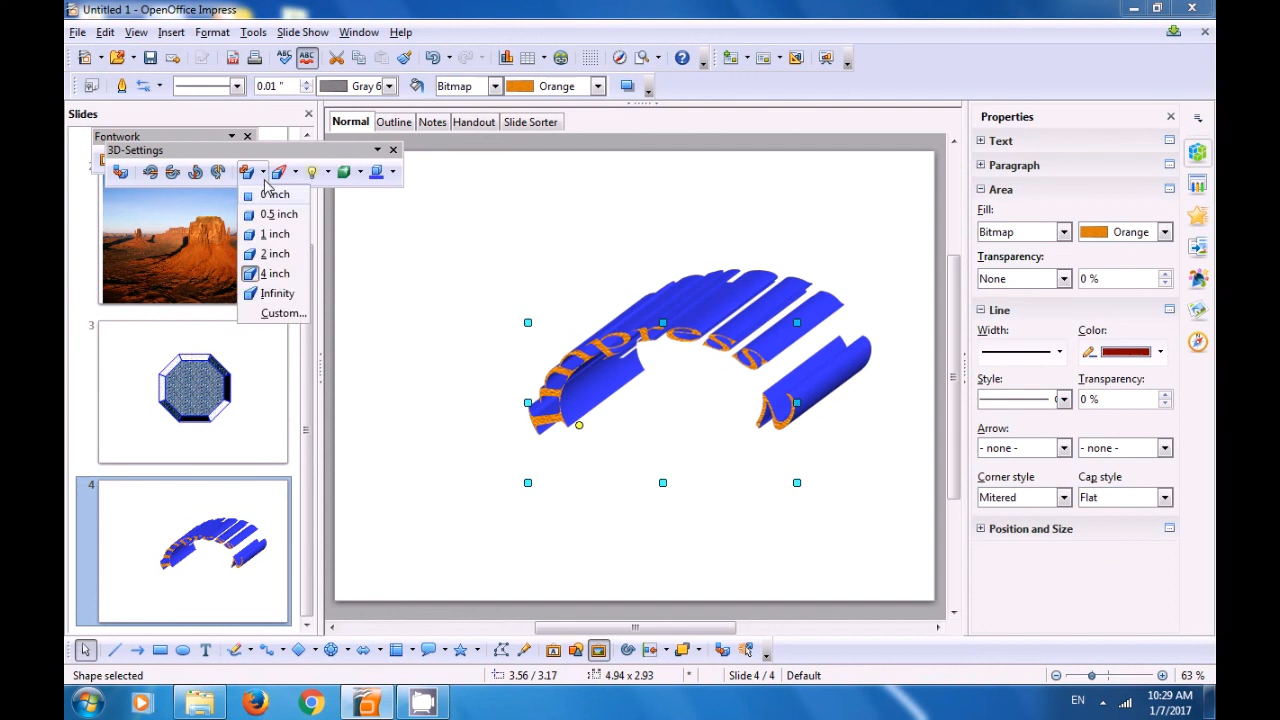 Untitled 1 - OpenOffice Impress
File Edit View Insert Format Tools Slide Show Window Help
0.01 " Gray 6 Bitmap Orange
Slides
Fontwork
3D-Settings
0 inch
0.5 inch
1 inch
2 inch
4 inch
Infinity
Custom...
3
4
Normal Outline Notes Handout Slide Sorter
Impress
Properties
Text
Paragraph
Area
Fill:
Bitmap Orange
Transparency:
None 0 %
Line
Width: Color:
Style: Transparency:
0 %
Arrow:
- none - - none -
Corner style Cap style
Mitered Flat
Position and Size
Shape selected 3.56 / 3.17 4.94 x 2.93 * Slide 4 / 4 Default 63 %
EN 10:29 AM
1/7/2017